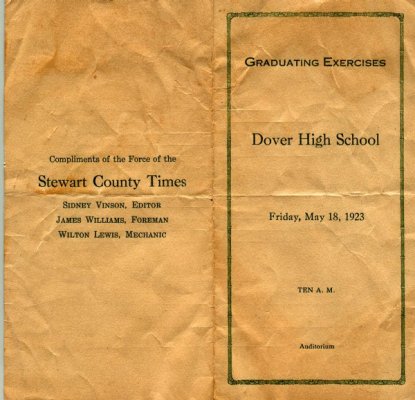 Compliments of the Force of the
Stewart County Times
Sidney Vinson, Editor
James Williams, Foreman
Wilton Lewis, Mechanic
Graduating Exercises
Dover High School
Friday, May 18, 1923
TEN A. M.
Auditorium